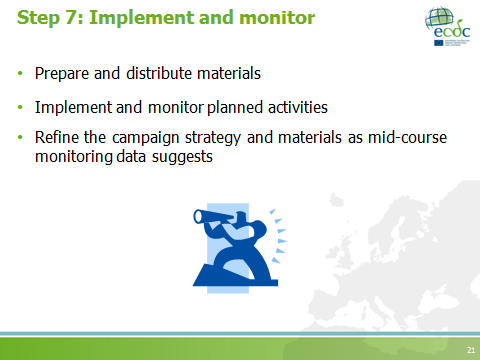 Step 7: Implement and monitor
ecdc
• Prepare and distribute materials
• Implement and monitor planned activities
• Refine the campaign strategy and materials as mid-course
monitoring data suggests
21